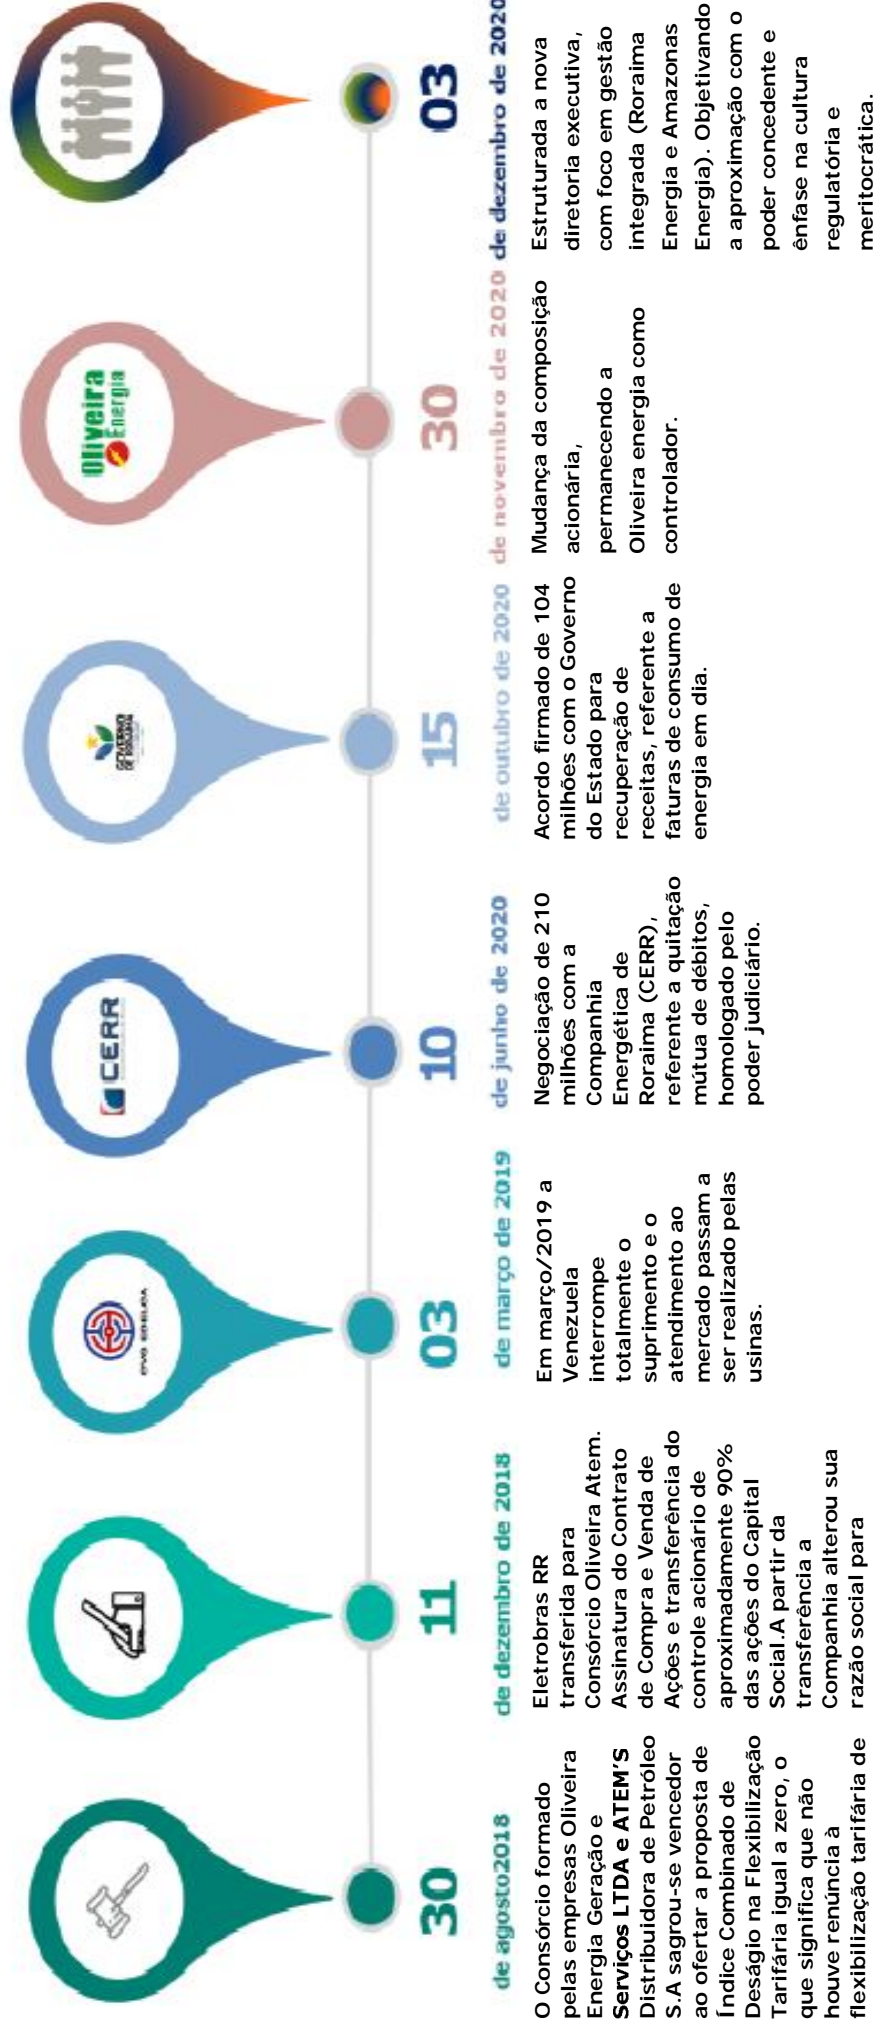 30
de agosto2018
O Consórcio formado
pelas empresas Oliveira
Energia Geração e
Serviços LTDA e ATEM'S
Distribuidora de Petróleo
S.A sagrou-se vencedor
ao ofertar a proposta de
Índice Combinado de
Deságio na Flexibilização
Tarifária igual a zero, o
que significa que não
houve renúncia à
flexibilização tarifária de
11
de dezembro de 2018
Eletrobras RR
transferida para
Consórcio Oliveira Atem.
Assinatura do Contrato
de Compra e Venda de
Ações e transferência do
controle acionário de
aproximadamente 90%
das ações do Capital
Social.A partir da
transferência a
Companhia alterou sua
razão social para
CVG EDELCA
03
de março de 2019
Em março/2019 a
Venezuela
interrompe
totalmente o
suprimento e o
atendimento ao
mercado passam a
ser realizado pelas
usinas.
CERR
10
de junho de 2020
Negociação de 210
milhões com a
Companhia
Energética de
Roraima (CERR),
referente a quitação
mútua de débitos,
homologado pelo
poder judiciário.
GOVERNO
DE RORAIMA
15
de outubro de 2020
Acordo firmado de 104
milhões com o Governo
do Estado para
recuperação de
receitas, referente a
faturas de consumo de
energia em dia.
Oliveira
Energia
30
de novembro de 2020
Mudança da composição
acionária,
permanecendo a
Oliveira energia como
controlador.
03
de dezembro de 2020
Estruturada a nova
diretoria executiva,
com foco em gestão
integrada (Roraima
Energia e Amazonas
Energia). Objetivando
a aproximação com o
poder concedente e
ênfase na cultura
regulatória e
meritocrática.